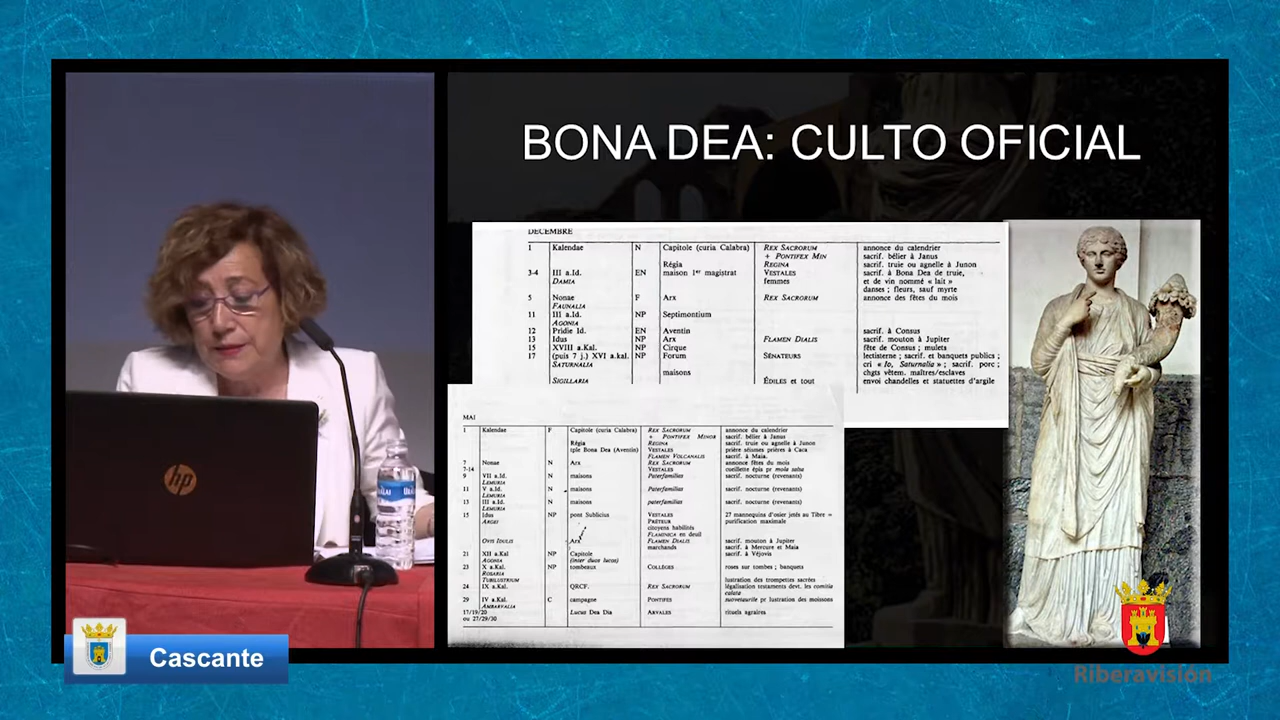 BONA DEA: CULTO OFICIAL
DECEMBRE
1 Kalendae N Capitole (curia Calabra) REX SACRORUM annonce du calendrier
+ PONTIFEX MIN sacrif. bélier à Janus
Régia REGINA sacrif. truie ou agnelle à Junon
3-4 III a.Id. EN maison 1er magistrat VESTALES sacrif. à Bona Dea de truie,
DAMIA femmes et de vin nommé « lait »
danses ; fleurs, sauf myrte
5 Nonae F Arx REX SACRORUM annonce des fêtes du mois
FAUNALIA
11 III a.Id. NP Septimontium
AGONIA
12 Pridie Id. EN Aventin sacrif. à Consus
13 Idus NP Arx FLAMEN DIALIS sacrif. mouton à Jupiter
15 XVIII a.Kal. NP Cirque fête de Consus ; mulets
17 (puis 7 j.) XVI a.kal. NP Forum SÉNATEURS lectisterne ; sacrif. et banquets publics ;
SATURNALIA cri « Io, Saturnalia » ; sacrif. porc ;
maisons chgts vêtem. maîtres/esclaves
SIGILLARIA ÉDILES et tout envoi chandelles et statuettes d'argile
MAI
1 Kalendae F Capitole (curia Calabra) REX SACRORUM annonce du calendrier
+ PONTIFEX MINOR sacrif. bélier à Janus
Régia REGINA sacrif. truie ou agnelle à Junon
tple Bona Dea (Aventin) VESTALES prière séismes prières à Caca
FLAMEN VOLCANALIS sacrif. à Maia.
7 Nonae N Arx REX SACRORUM annonce fêtes du mois
7-14 VESTALES cueillette épis pr mola salsa
9 VII a.Id. N maisons Paterfamilias sacrif. nocturne (revenants)
LEMURIA
11 V a.Id. N maisons Paterfamilias sacrif. nocturne (revenants)
LEMURIA
13 III a.Id. N maisons paterfamilias sacrif. nocturne (revenants)
LEMURIA
15 Idus NP pont Sublicius VESTALES 27 mannequins d'osier jetés au Tibre =
ARGEI PRÉTEUR purification maximale
citoyens habilités
FLAMINICA en deuil
OVIS IDULIS Arx FLAMEN DIALIS sacrif. mouton à Jupiter
marchands sacrif. à Mercure et Maia
21 XII a.Kal NP Capitole sacrif. à Véjovis
AGONIA (inter duos lucos)
23 X a.Kal. NP tombeaux COLLÈGES roses sur tombes ; banquets
ROSARIA
TUBILUSTRIUM lustration des trompettes sacrées
24 IX a.Kal. QRCF. REX SACRORUM légalisation testaments devt. les comitie
calata
29 IV a.Kal. C campagne PONTIFES suovetaurile pr lustration des moissons
AMBARVALIA
17/19/20 Lucus Dea Dia ARVALES rituels agraires
ou 27/29/30
hp
Cascante
Riberavisión